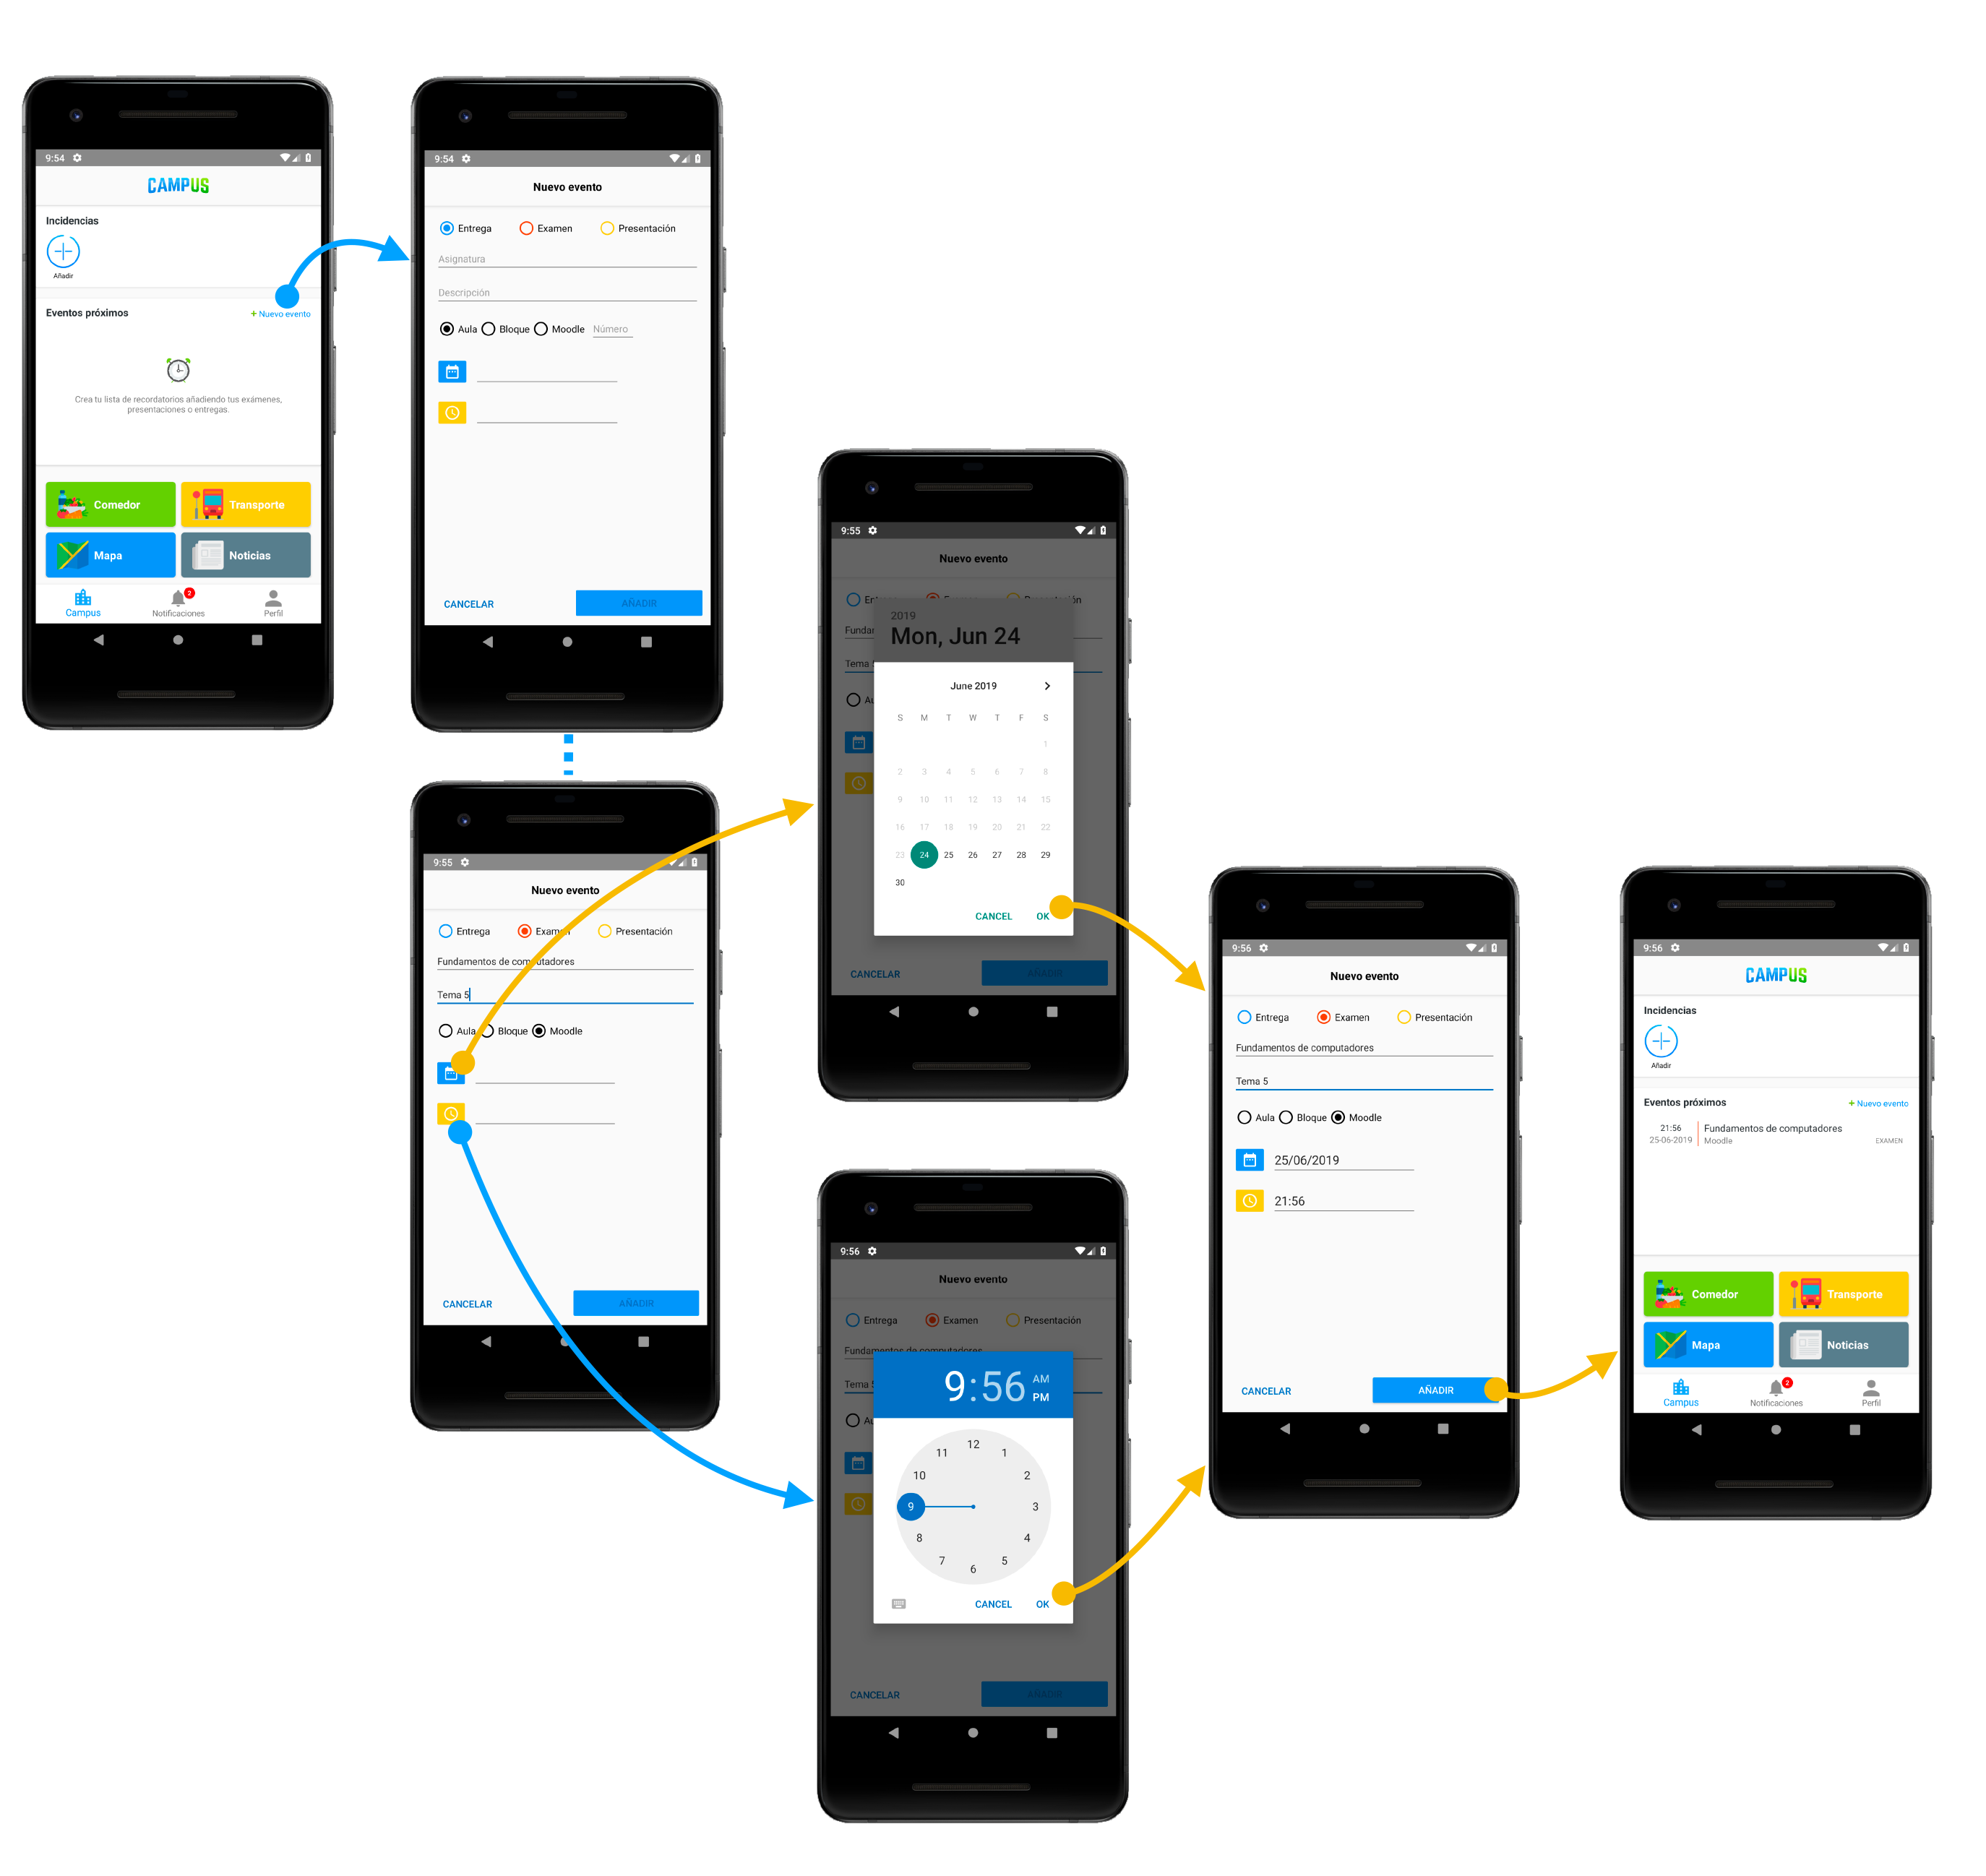 9:54
CAMPUS
Incidencias
Añadir
Eventos próximos
+ Nuevo evento
Crea tu lista de recordatorios añadiendo tus exámenes,
presentaciones o entregas.
Comedor
Transporte
Mapa
Noticias
2
Campus
Notificaciones
Perfil
9:54
Nuevo evento
Entrega
Examen
Presentación
Asignatura
Descripción
Aula
Bloque
Moodle
Número
CANCELAR
AÑADIR
9:55
Nuevo evento
Entrega
Examen
Presentación
Fundamentos de computadores
Tema 5
Aula
Bloque
Moodle
CANCELAR
AÑADIR
9:55
Nuevo evento
2019
Mon, Jun 24
June 2019
S M T W T F S
1
2 3 4 5 6 7 8
9 10 11 12 13 14 15
16 17 18 19 20 21 22
23 24 25 26 27 28 29
30
CANCEL
OK
CANCELAR
AÑADIR
9:56
Nuevo evento
Entrega
Examen
Presentación
Fundamentos de computadores
Tema 5
9:56
AM
PM
12
1
2
3
4
5
6
7
8
9
10
11
CANCEL
OK
CANCELAR
AÑADIR
9:56
Nuevo evento
Entrega
Examen
Presentación
Fundamentos de computadores
Tema 5
Aula
Bloque
Moodle
25/06/2019
21:56
CANCELAR
AÑADIR
9:56
CAMPUS
Incidencias
Añadir
Eventos próximos
+ Nuevo evento
21:56
Fundamentos de computadores
25-06-2019
Moodle
EXAMEN
Comedor
Transporte
Mapa
Noticias
2
Campus
Notificaciones
Perfil